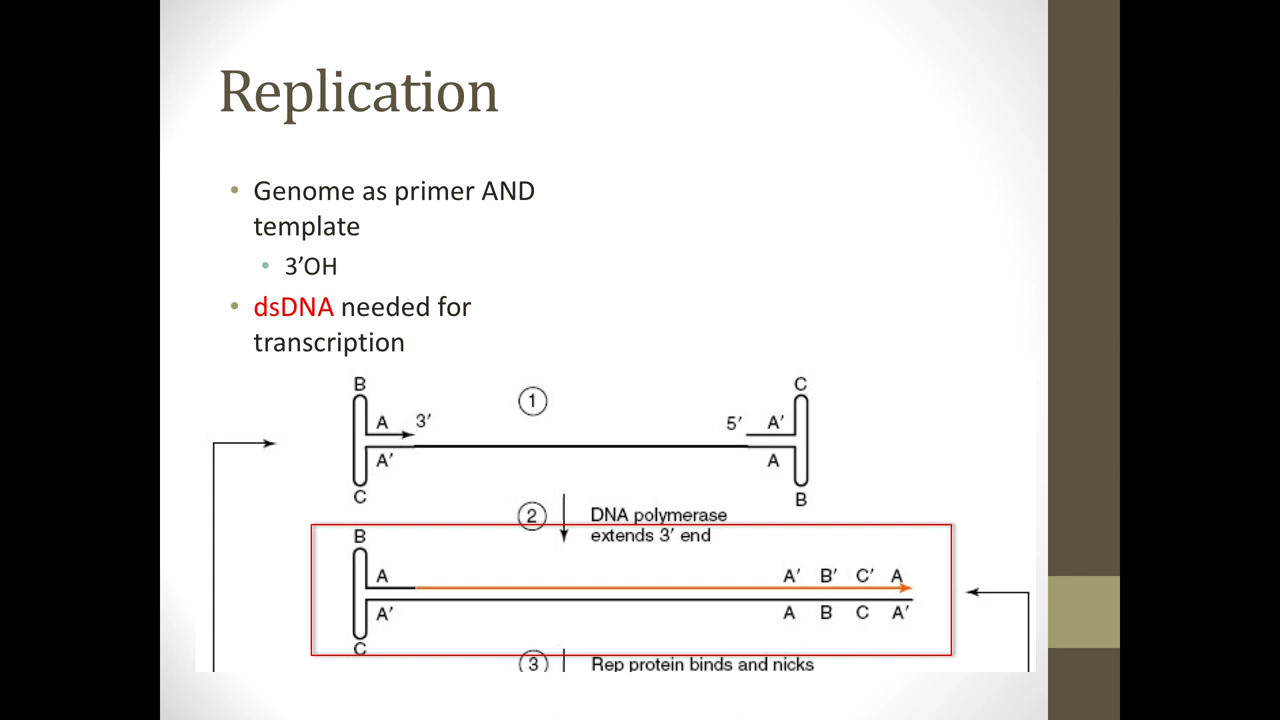 Replication
• Genome as primer AND
template
• 3’OH
• dsDNA needed for
transcription
B C
1
A 3′ 5′ A′
A′ A
C B
2 DNA polymerase
extends 3′ end
B
A A′ B′ C′ A
A′ A B C A′
C
3 Rep protein binds and nicks